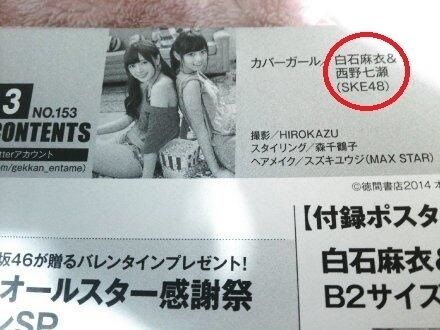 カバーガール／白石麻衣&
西野七瀬
(SKE48)
3
NO.153
CONTENTS
撮影／HIROKAZU
スタイリング／森千鶴子
ヘアメイク／スズキユウジ(MAX STAR)
tterアカウント
om/gekkan_entame)
©徳間書店2014
坂46が贈るバレンタインプレゼント!
オールスター感謝祭
ンSP
【付録ポスタ
白石麻衣&
B2サイズ